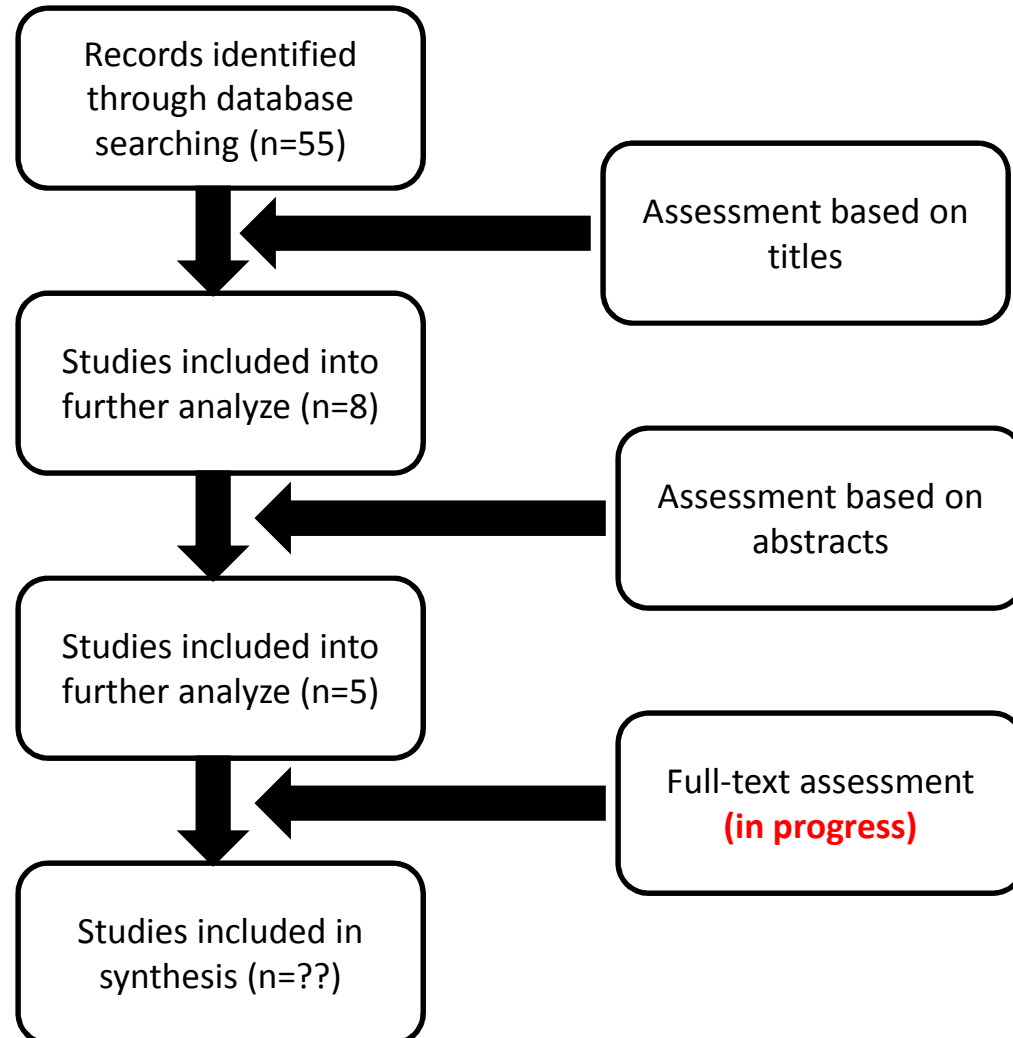 Records identified
through database
searching (n=55)
Assessment based on
titles
Studies included into
further analyze (n=8)
Assessment based on
abstracts
Studies included into
further analyze (n=5)
Full-text assessment
(in progress)
Studies included in
synthesis (n=??)